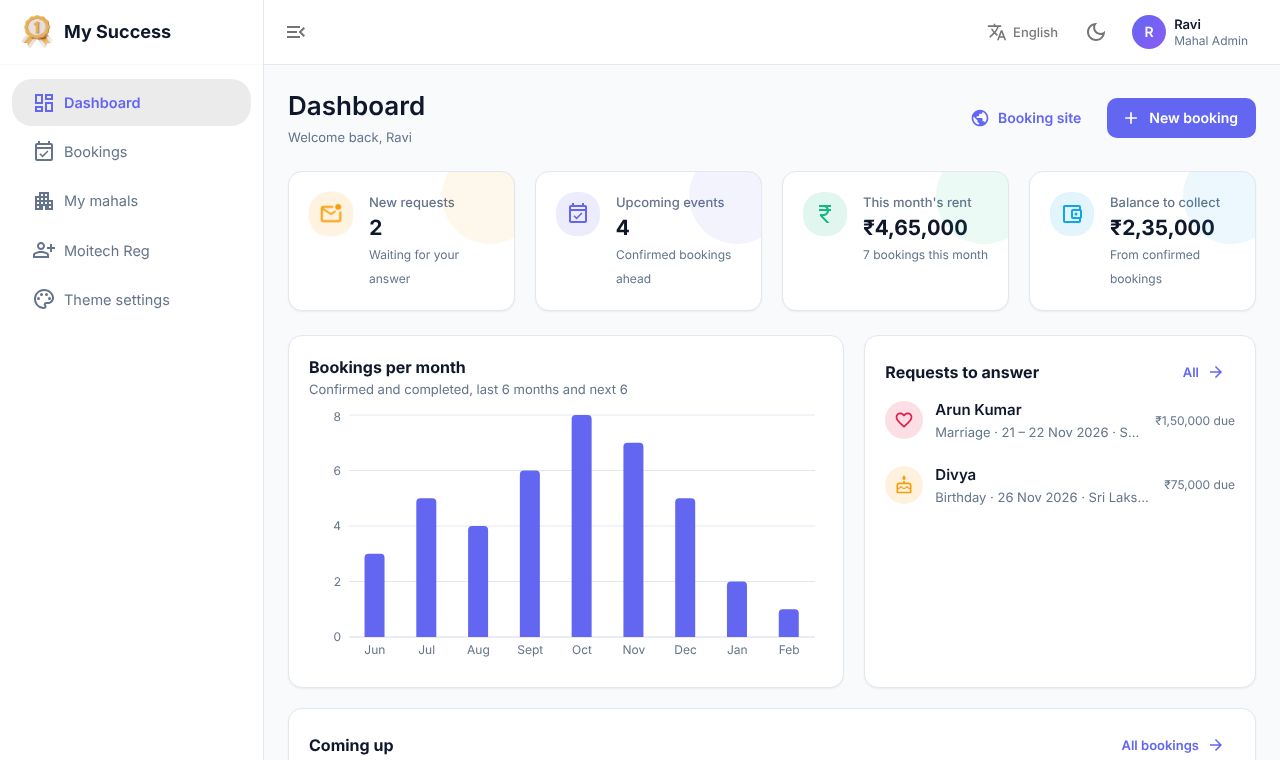 My Success
English
R
Ravi
Mahal Admin
Dashboard
Bookings
My mahals
Moitech Reg
Theme settings
Dashboard
Welcome back, Ravi
Booking site
New booking
New requests
2
Waiting for your
answer
Upcoming events
4
Confirmed bookings
ahead
This month's rent
₹4,65,000
7 bookings this month
Balance to collect
₹2,35,000
From confirmed
bookings
Bookings per month
Confirmed and completed, last 6 months and next 6
8
6
4
2
0
Jun Jul Aug Sept Oct Nov Dec Jan Feb
Requests to answer
All
Arun Kumar
Marriage · 21 – 22 Nov 2026 · S...
₹1,50,000 due
Divya
Birthday · 26 Nov 2026 · Sri Laks...
₹75,000 due
Coming up
All bookings